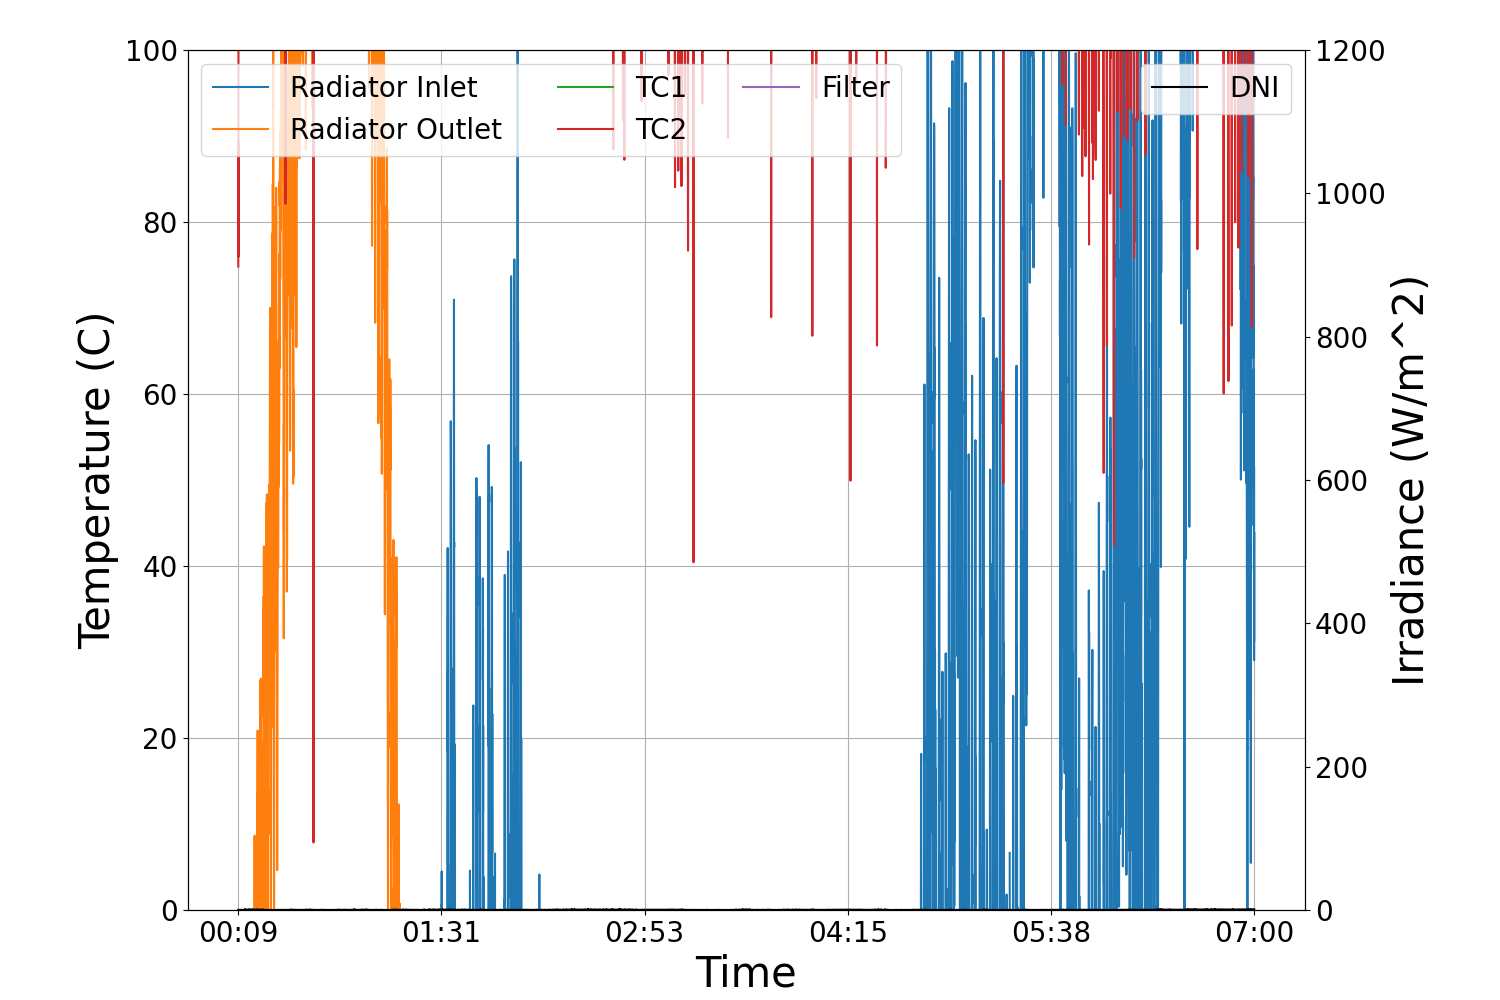 100
80
60
40
20
0
Temperature (C)
Radiator Inlet
Radiator Outlet
TC1
TC2
Filter
DNI
1200
1000
800
600
400
200
0
Irradiance (W/m^2)
00:09 01:31 02:53 04:15 05:38 07:00
Time